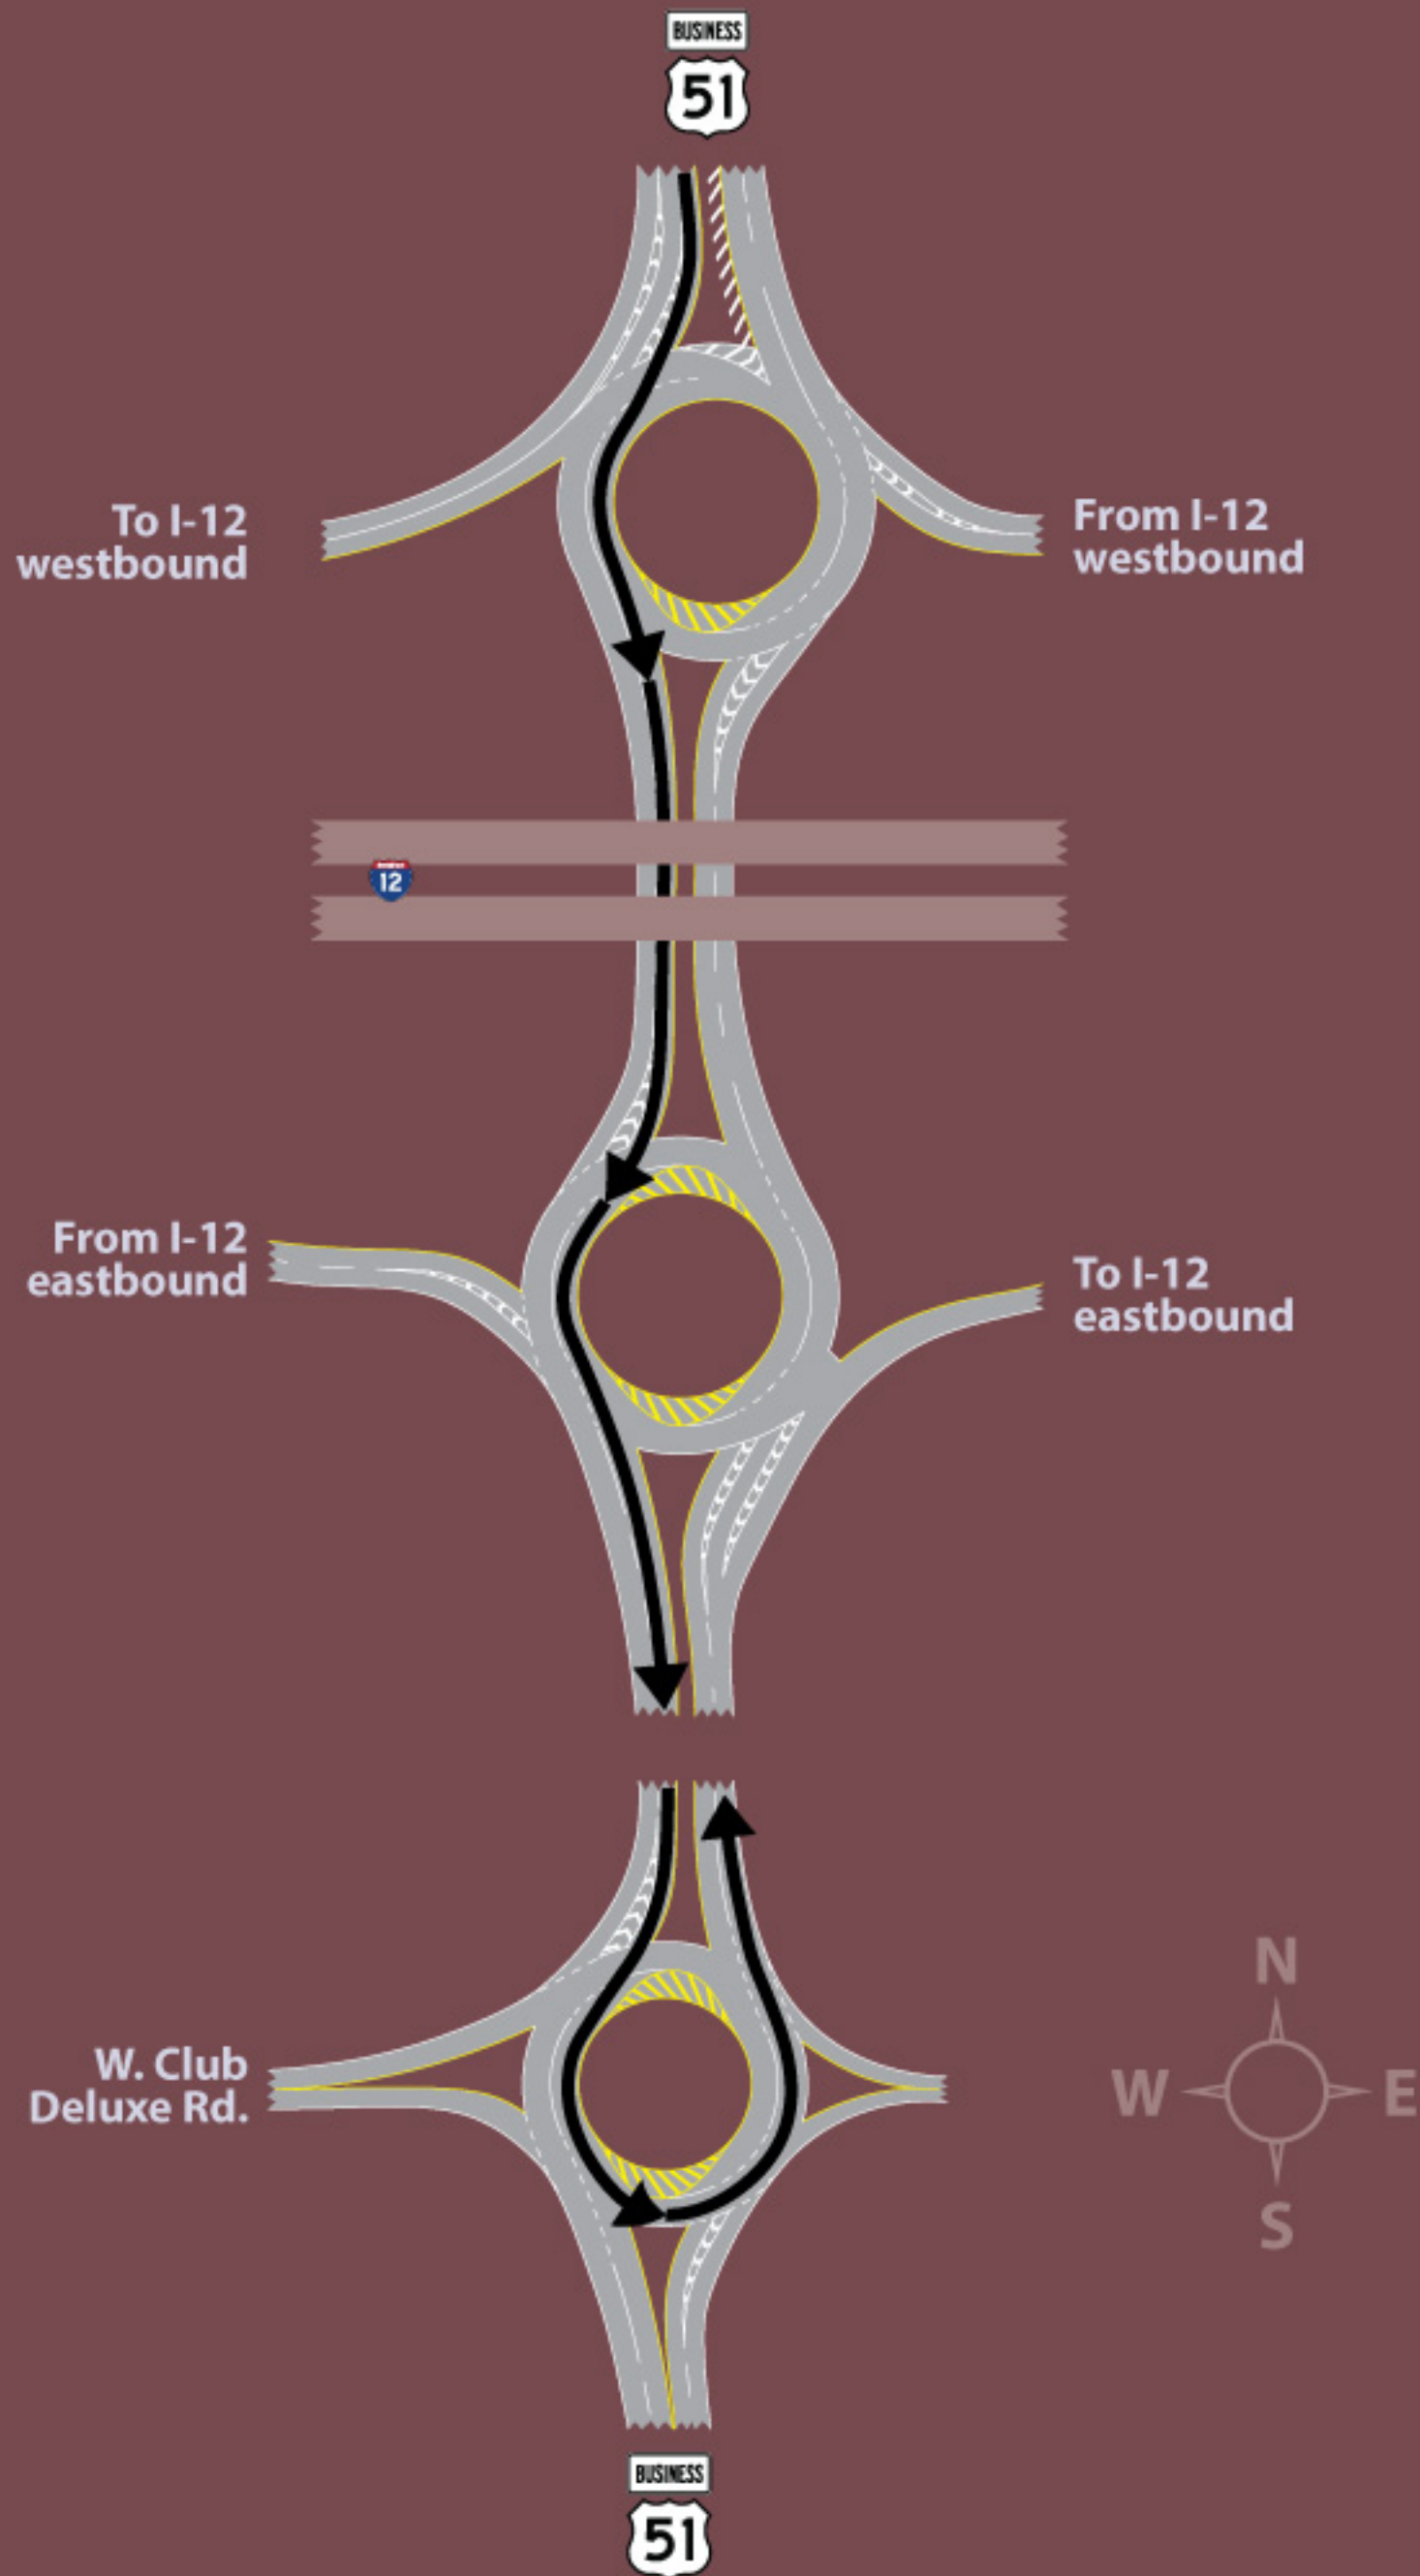 BUSINESS
51
To I-12
westbound
From I-12
westbound
12
From I-12
eastbound
To I-12
eastbound
W. Club
Deluxe Rd.
N
W
E
S
BUSINESS
51